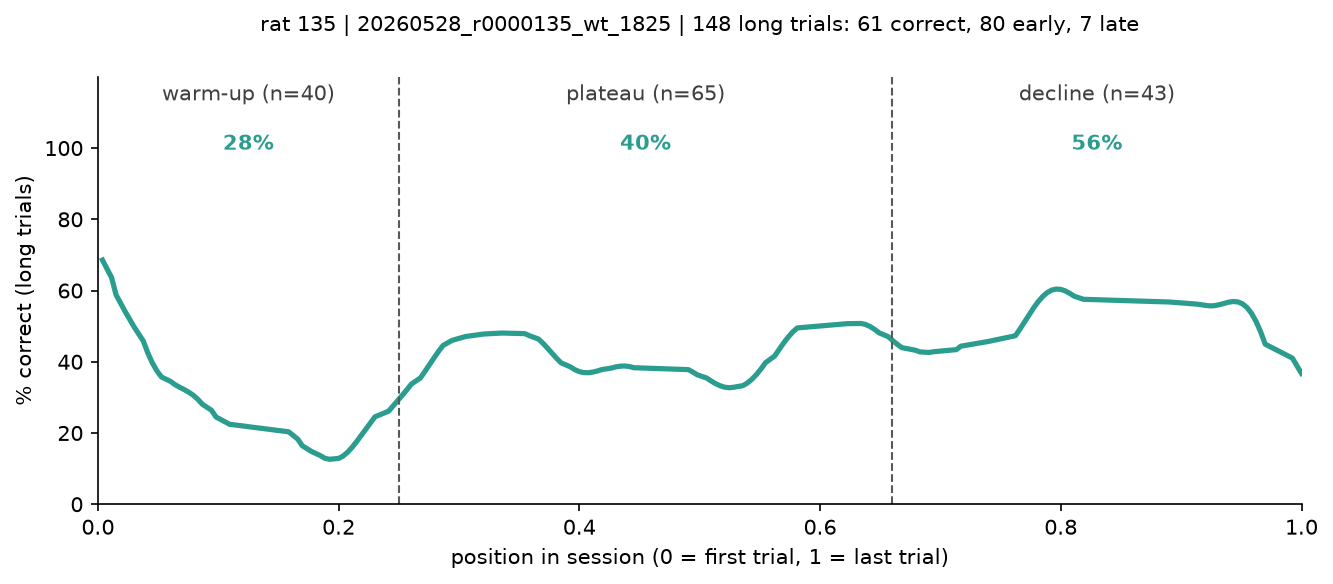 rat 135 | 20260528_r0000135_wt_1825 | 148 long trials: 61 correct, 80 early, 7 late
warm-up (n=40)
plateau (n=65)
decline (n=43)
28%
40%
56%
% correct (long trials)
100
80
60
40
20
0
0.0
0.2
0.4
0.6
0.8
1.0
position in session (0 = first trial, 1 = last trial)